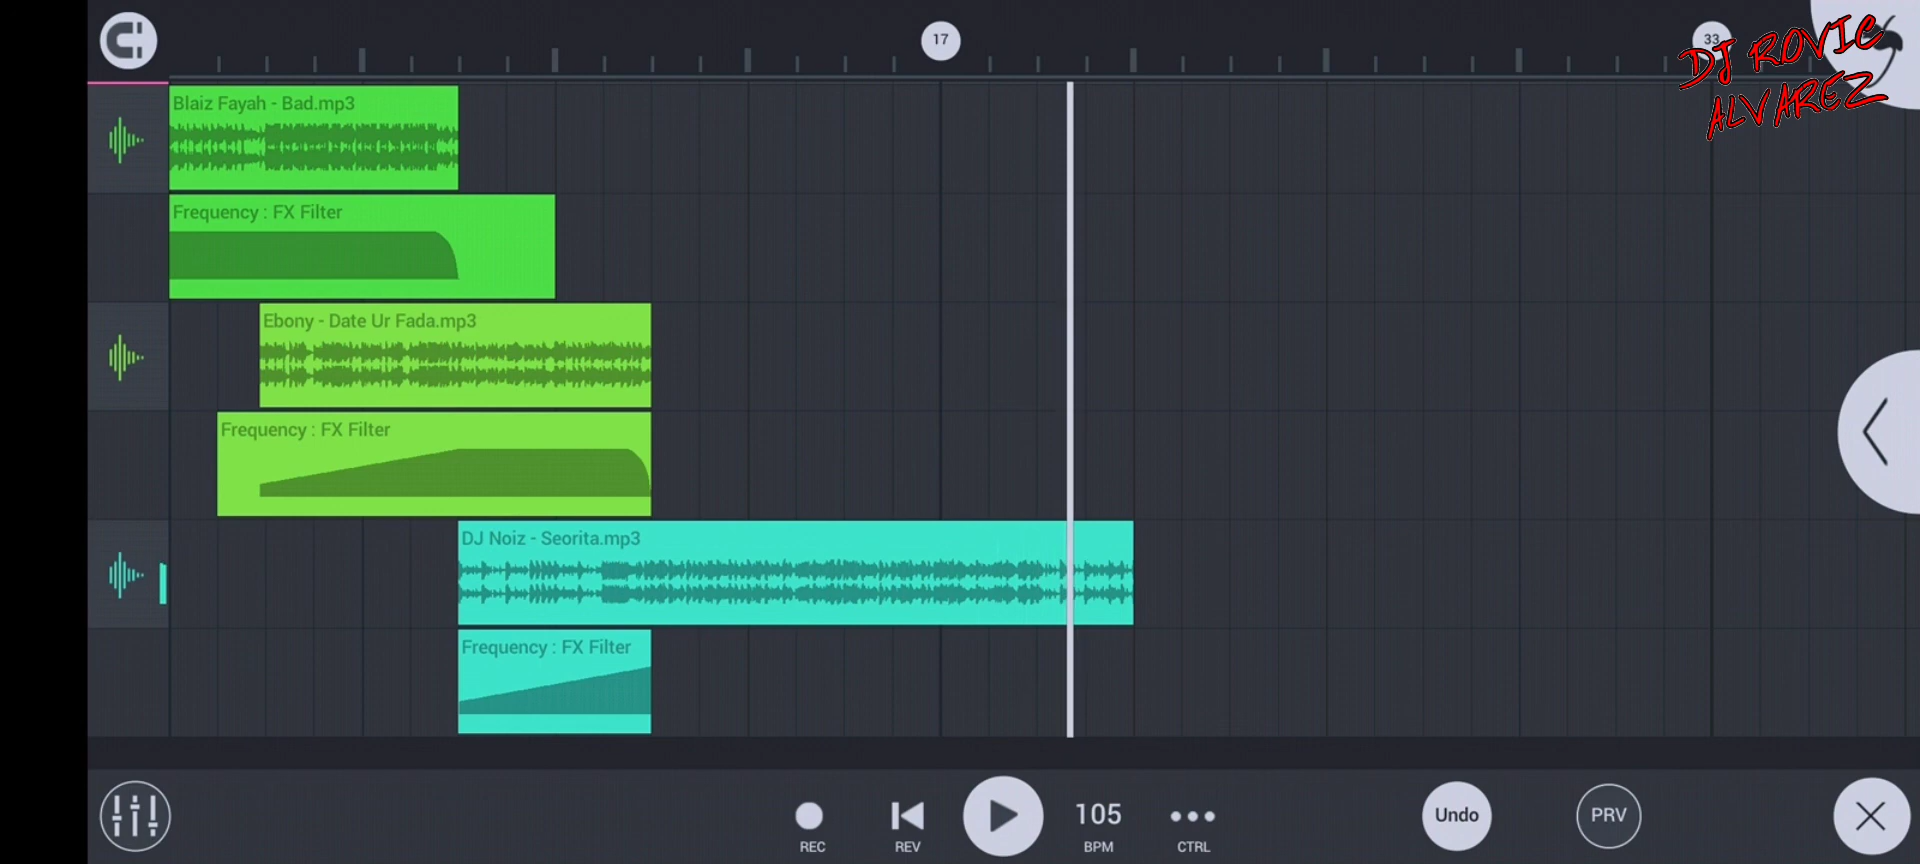 17
33
DJ ROVIC
ALVAREZ
Blaiz Fayah - Bad.mp3
Frequency : FX Filter
Ebony - Date Ur Fada.mp3
Frequency : FX Filter
DJ Noiz - Seorita.mp3
Frequency : FX Filter
105
Undo
PRV
REC
REV
BPM
CTRL